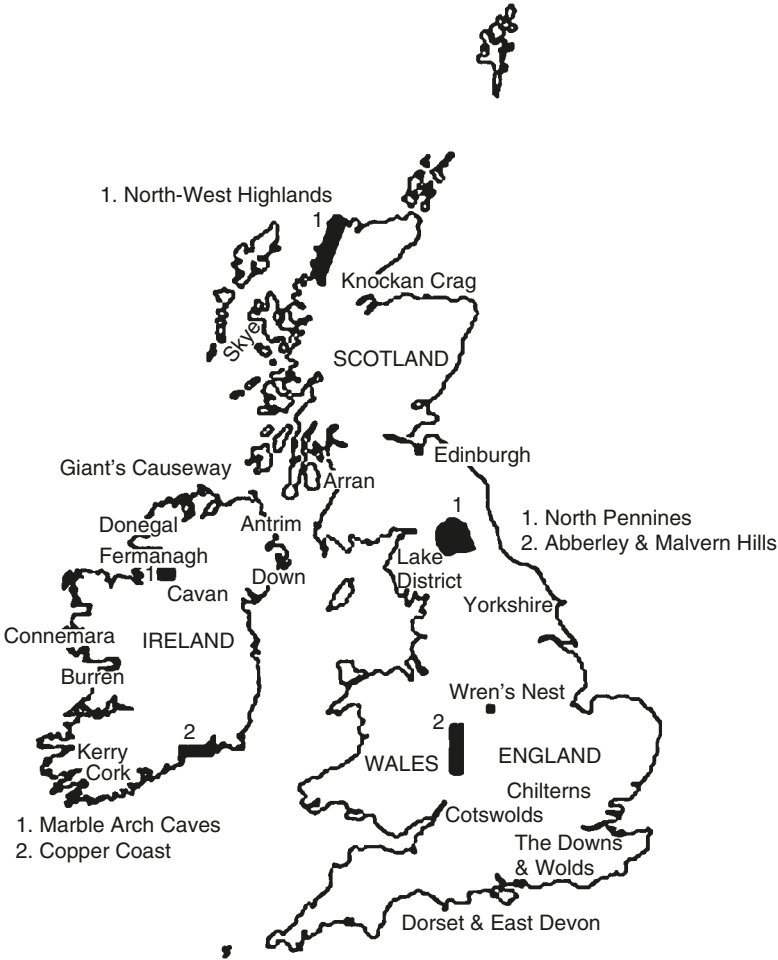 1. North-West Highlands
1
Knockan Crag
Skye
SCOTLAND
Edinburgh
Giant's Causeway
Arran
1
1. North Pennines
2. Abberley & Malvern Hills
Donegal
Antrim
Fermanagh
1
Lake
District
Down
Cavan
Yorkshire
Connemara
IRELAND
Burren
Wren's Nest
2
2
Kerry
Cork
WALES
ENGLAND
Chilterns
Cotswolds
1. Marble Arch Caves
2. Copper Coast
The Downs
& Wolds
Dorset & East Devon